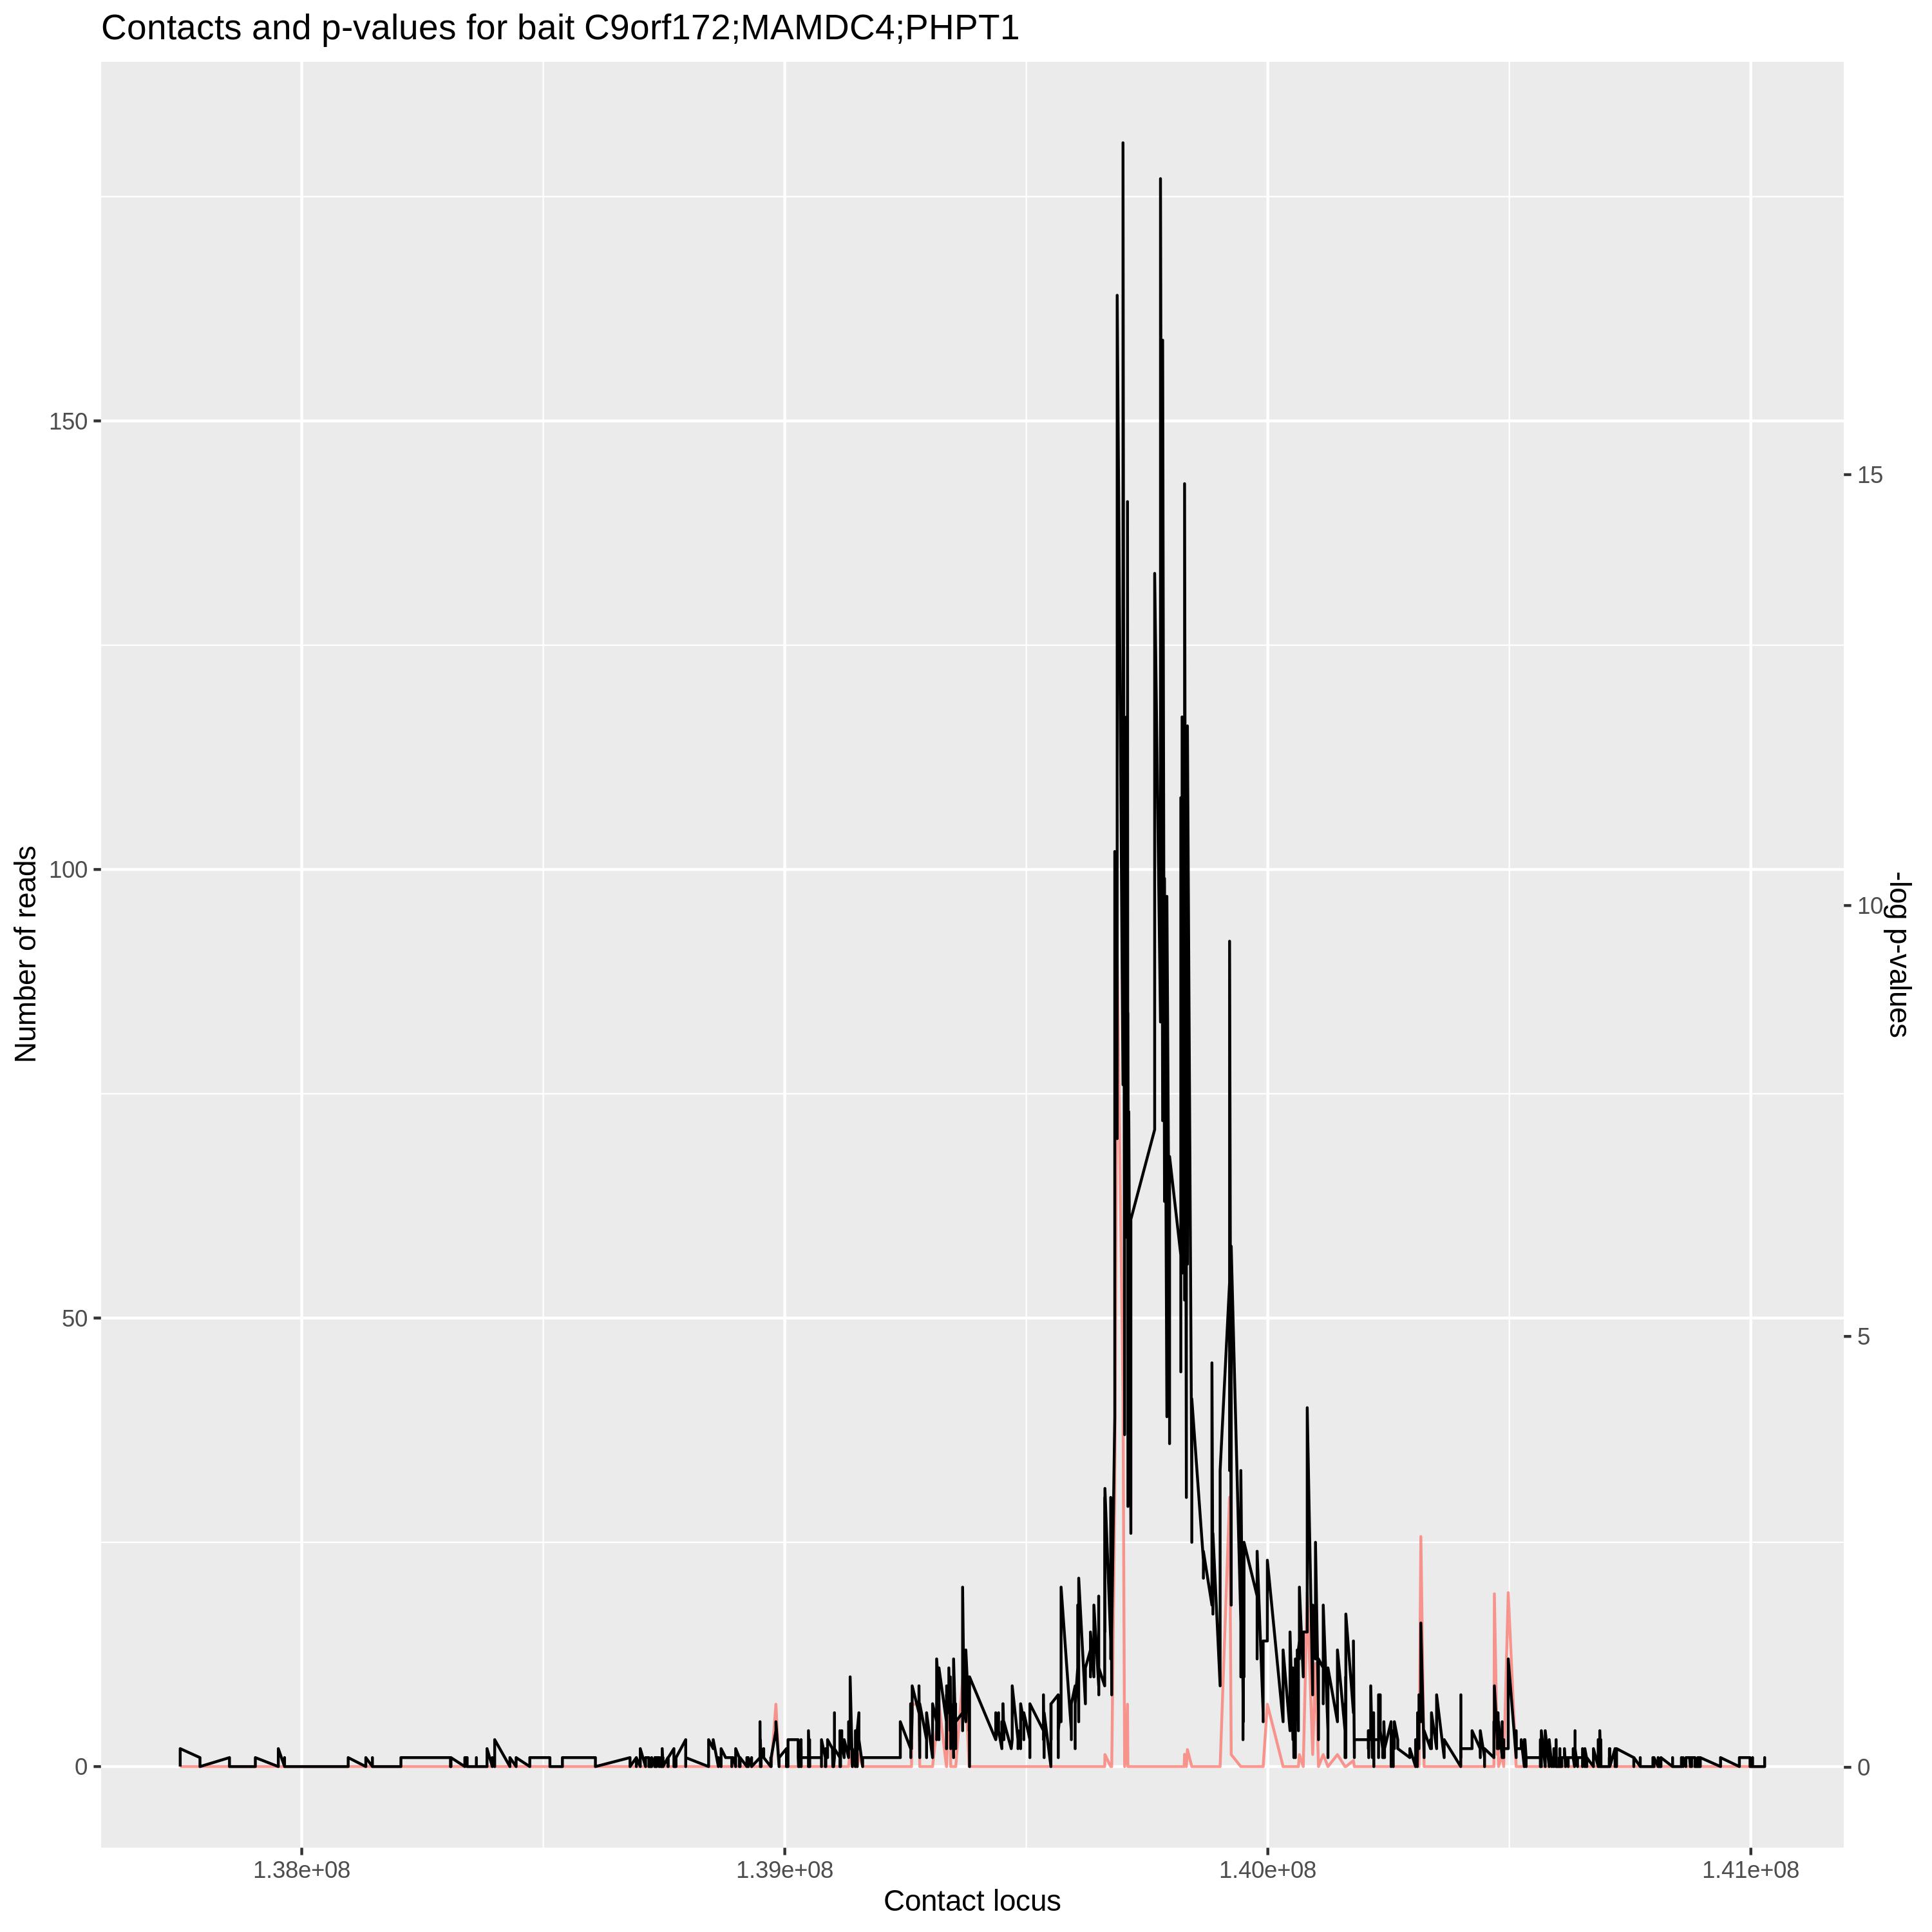 Contacts and p-values for bait C9orf172;MAMDC4;PHPT1
150
100
50
0
Number of reads
15
10
5
0
-log p-values
1.38e+08
1.39e+08
1.40e+08
1.41e+08
Contact locus